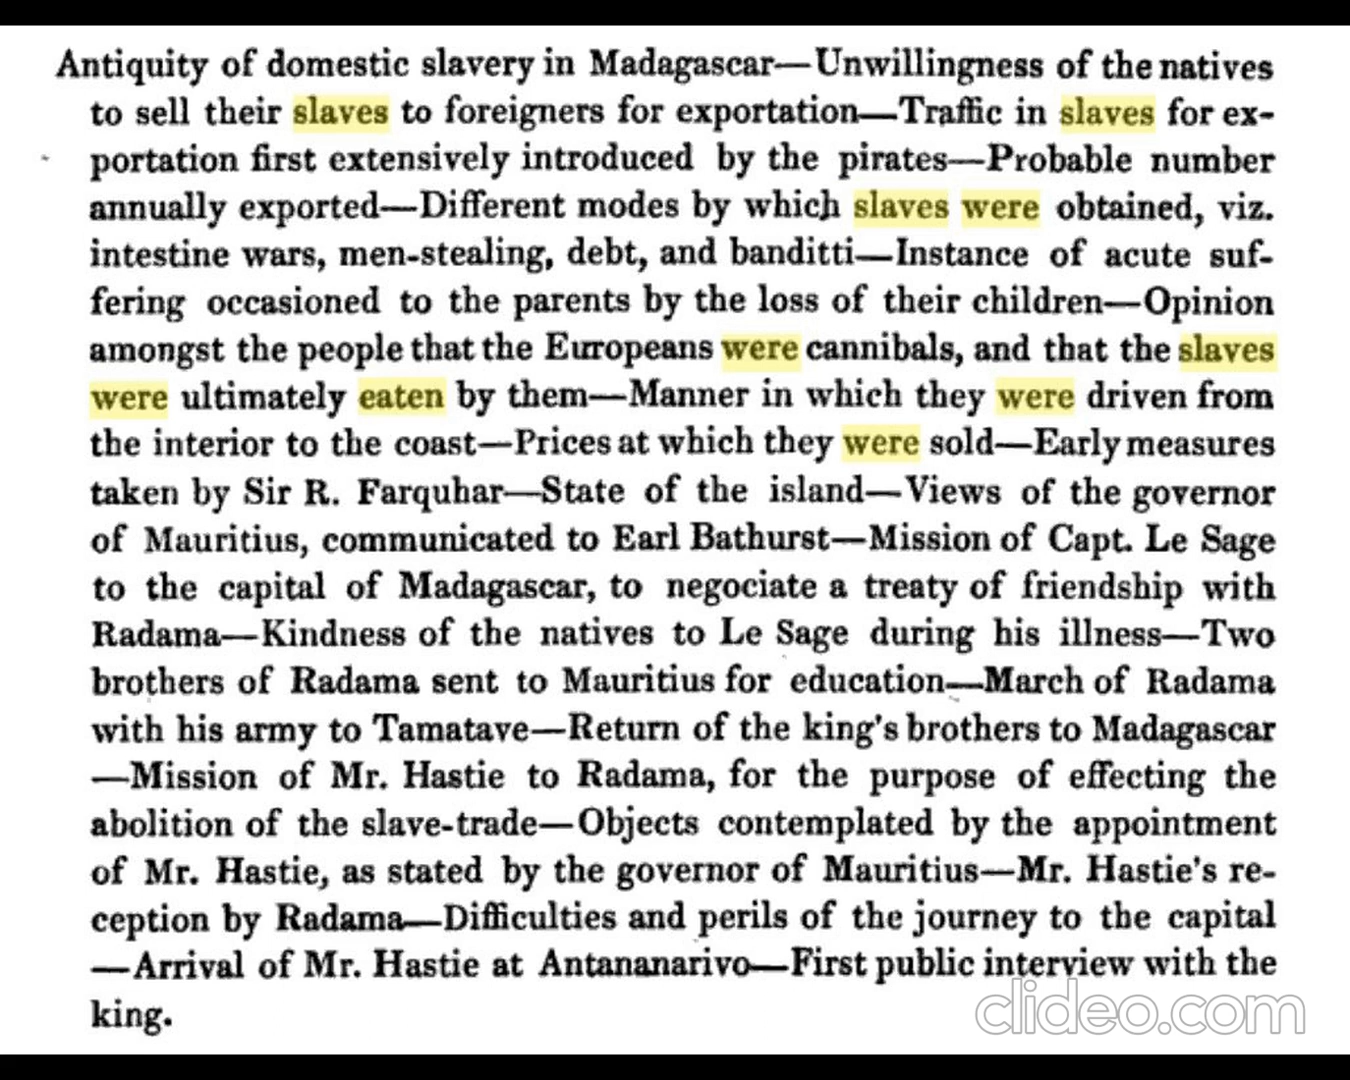 Antiquity of domestic slavery in Madagascar—Unwillingness of the natives
to sell their slaves to foreigners for exportation—Traffic in slaves for ex-
portation first extensively introduced by the pirates—Probable number
annually exported—Different modes by which slaves were obtained, viz.
intestine wars, men-stealing, debt, and banditti—Instance of acute suf-
fering occasioned to the parents by the loss of their children—Opinion
amongst the people that the Europeans were cannibals, and that the slaves
were ultimately eaten by them—Manner in which they were driven from
the interior to the coast—Prices at which they were sold—Early measures
taken by Sir R. Farquhar—State of the island—Views of the governor
of Mauritius, communicated to Earl Bathurst—Mission of Capt. Le Sage
to the capital of Madagascar, to negociate a treaty of friendship with
Radama—Kindness of the natives to Le Sage during his illness—Two
brothers of Radama sent to Mauritius for education—March of Radama
with his army to Tamatave—Return of the king's brothers to Madagascar
—Mission of Mr. Hastie to Radama, for the purpose of effecting the
abolition of the slave-trade—Objects contemplated by the appointment
of Mr. Hastie, as stated by the governor of Mauritius—Mr. Hastie's re-
ception by Radama—Difficulties and perils of the journey to the capital
—Arrival of Mr. Hastie at Antananarivo—First public interview with the
king.
clideo.com